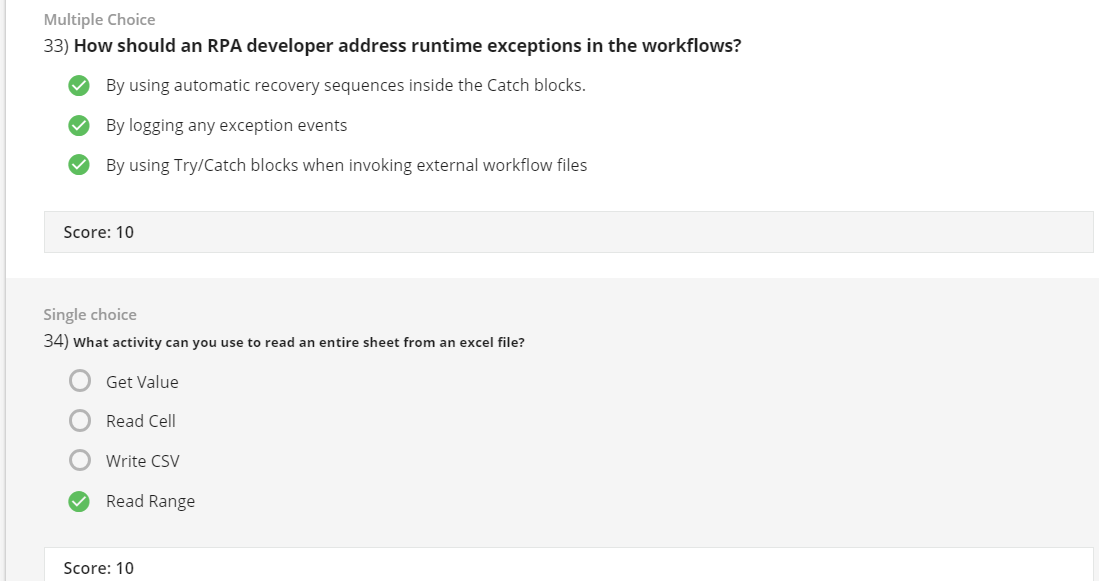 Multiple Choice
33) How should an RPA developer address runtime exceptions in the workflows?
By using automatic recovery sequences inside the Catch blocks.
By logging any exception events
By using Try/Catch blocks when invoking external workflow files
Score: 10
Single choice
34) What activity can you use to read an entire sheet from an excel file?
Get Value
Read Cell
Write CSV
Read Range
Score: 10